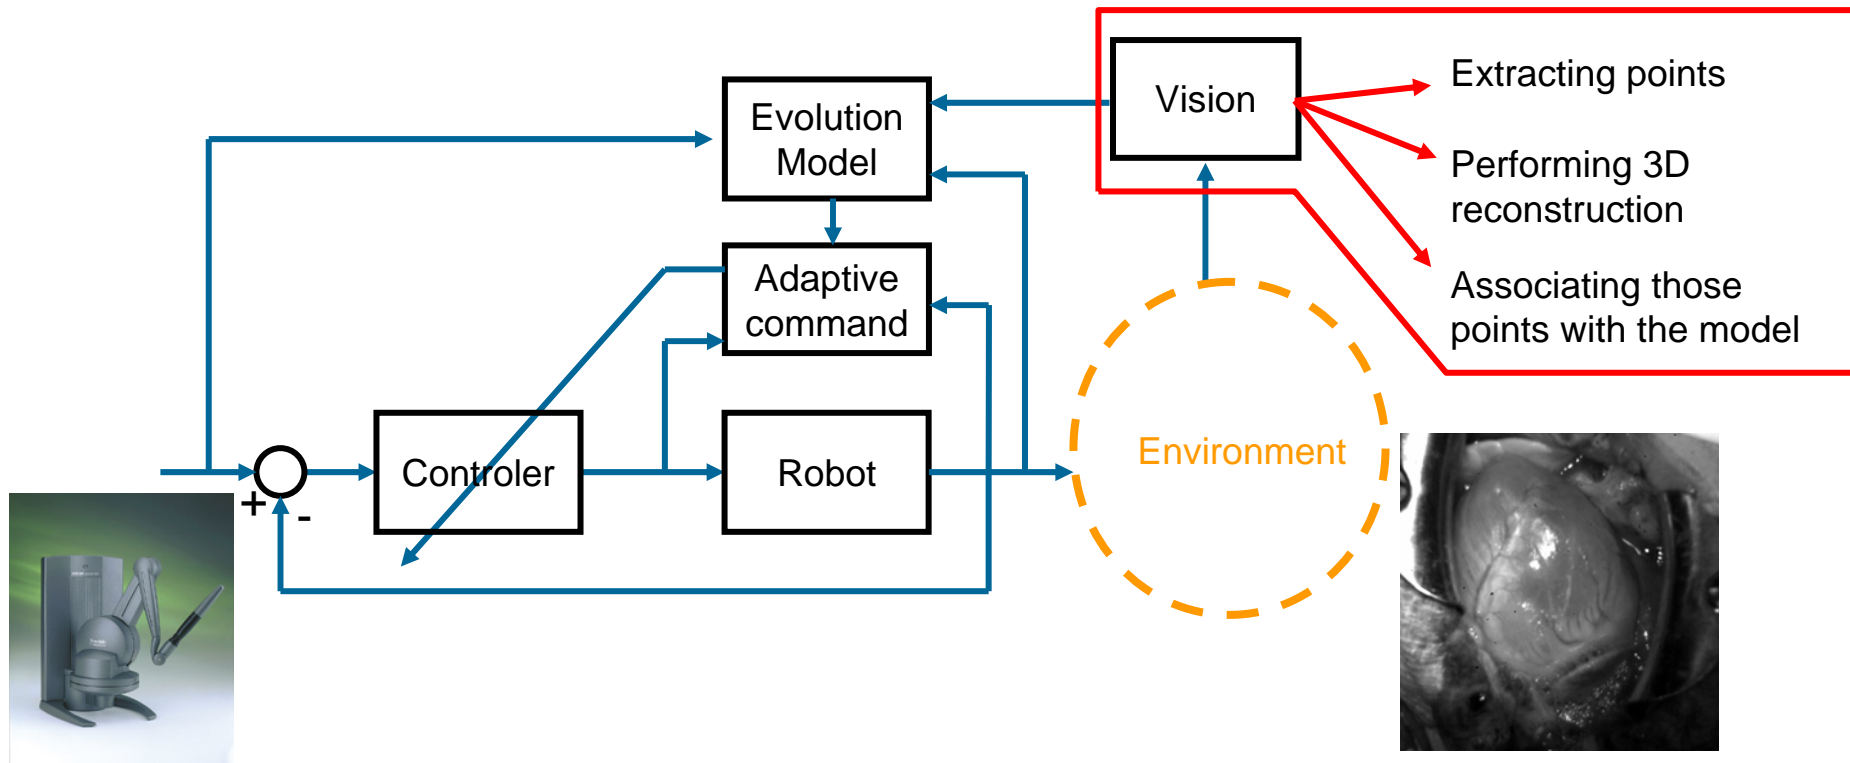 Extracting points
Vision
Evolution
Model
Performing 3D
reconstruction
Adaptive
command
Associating those
points with the model
Controler
Robot
Environment
+
-